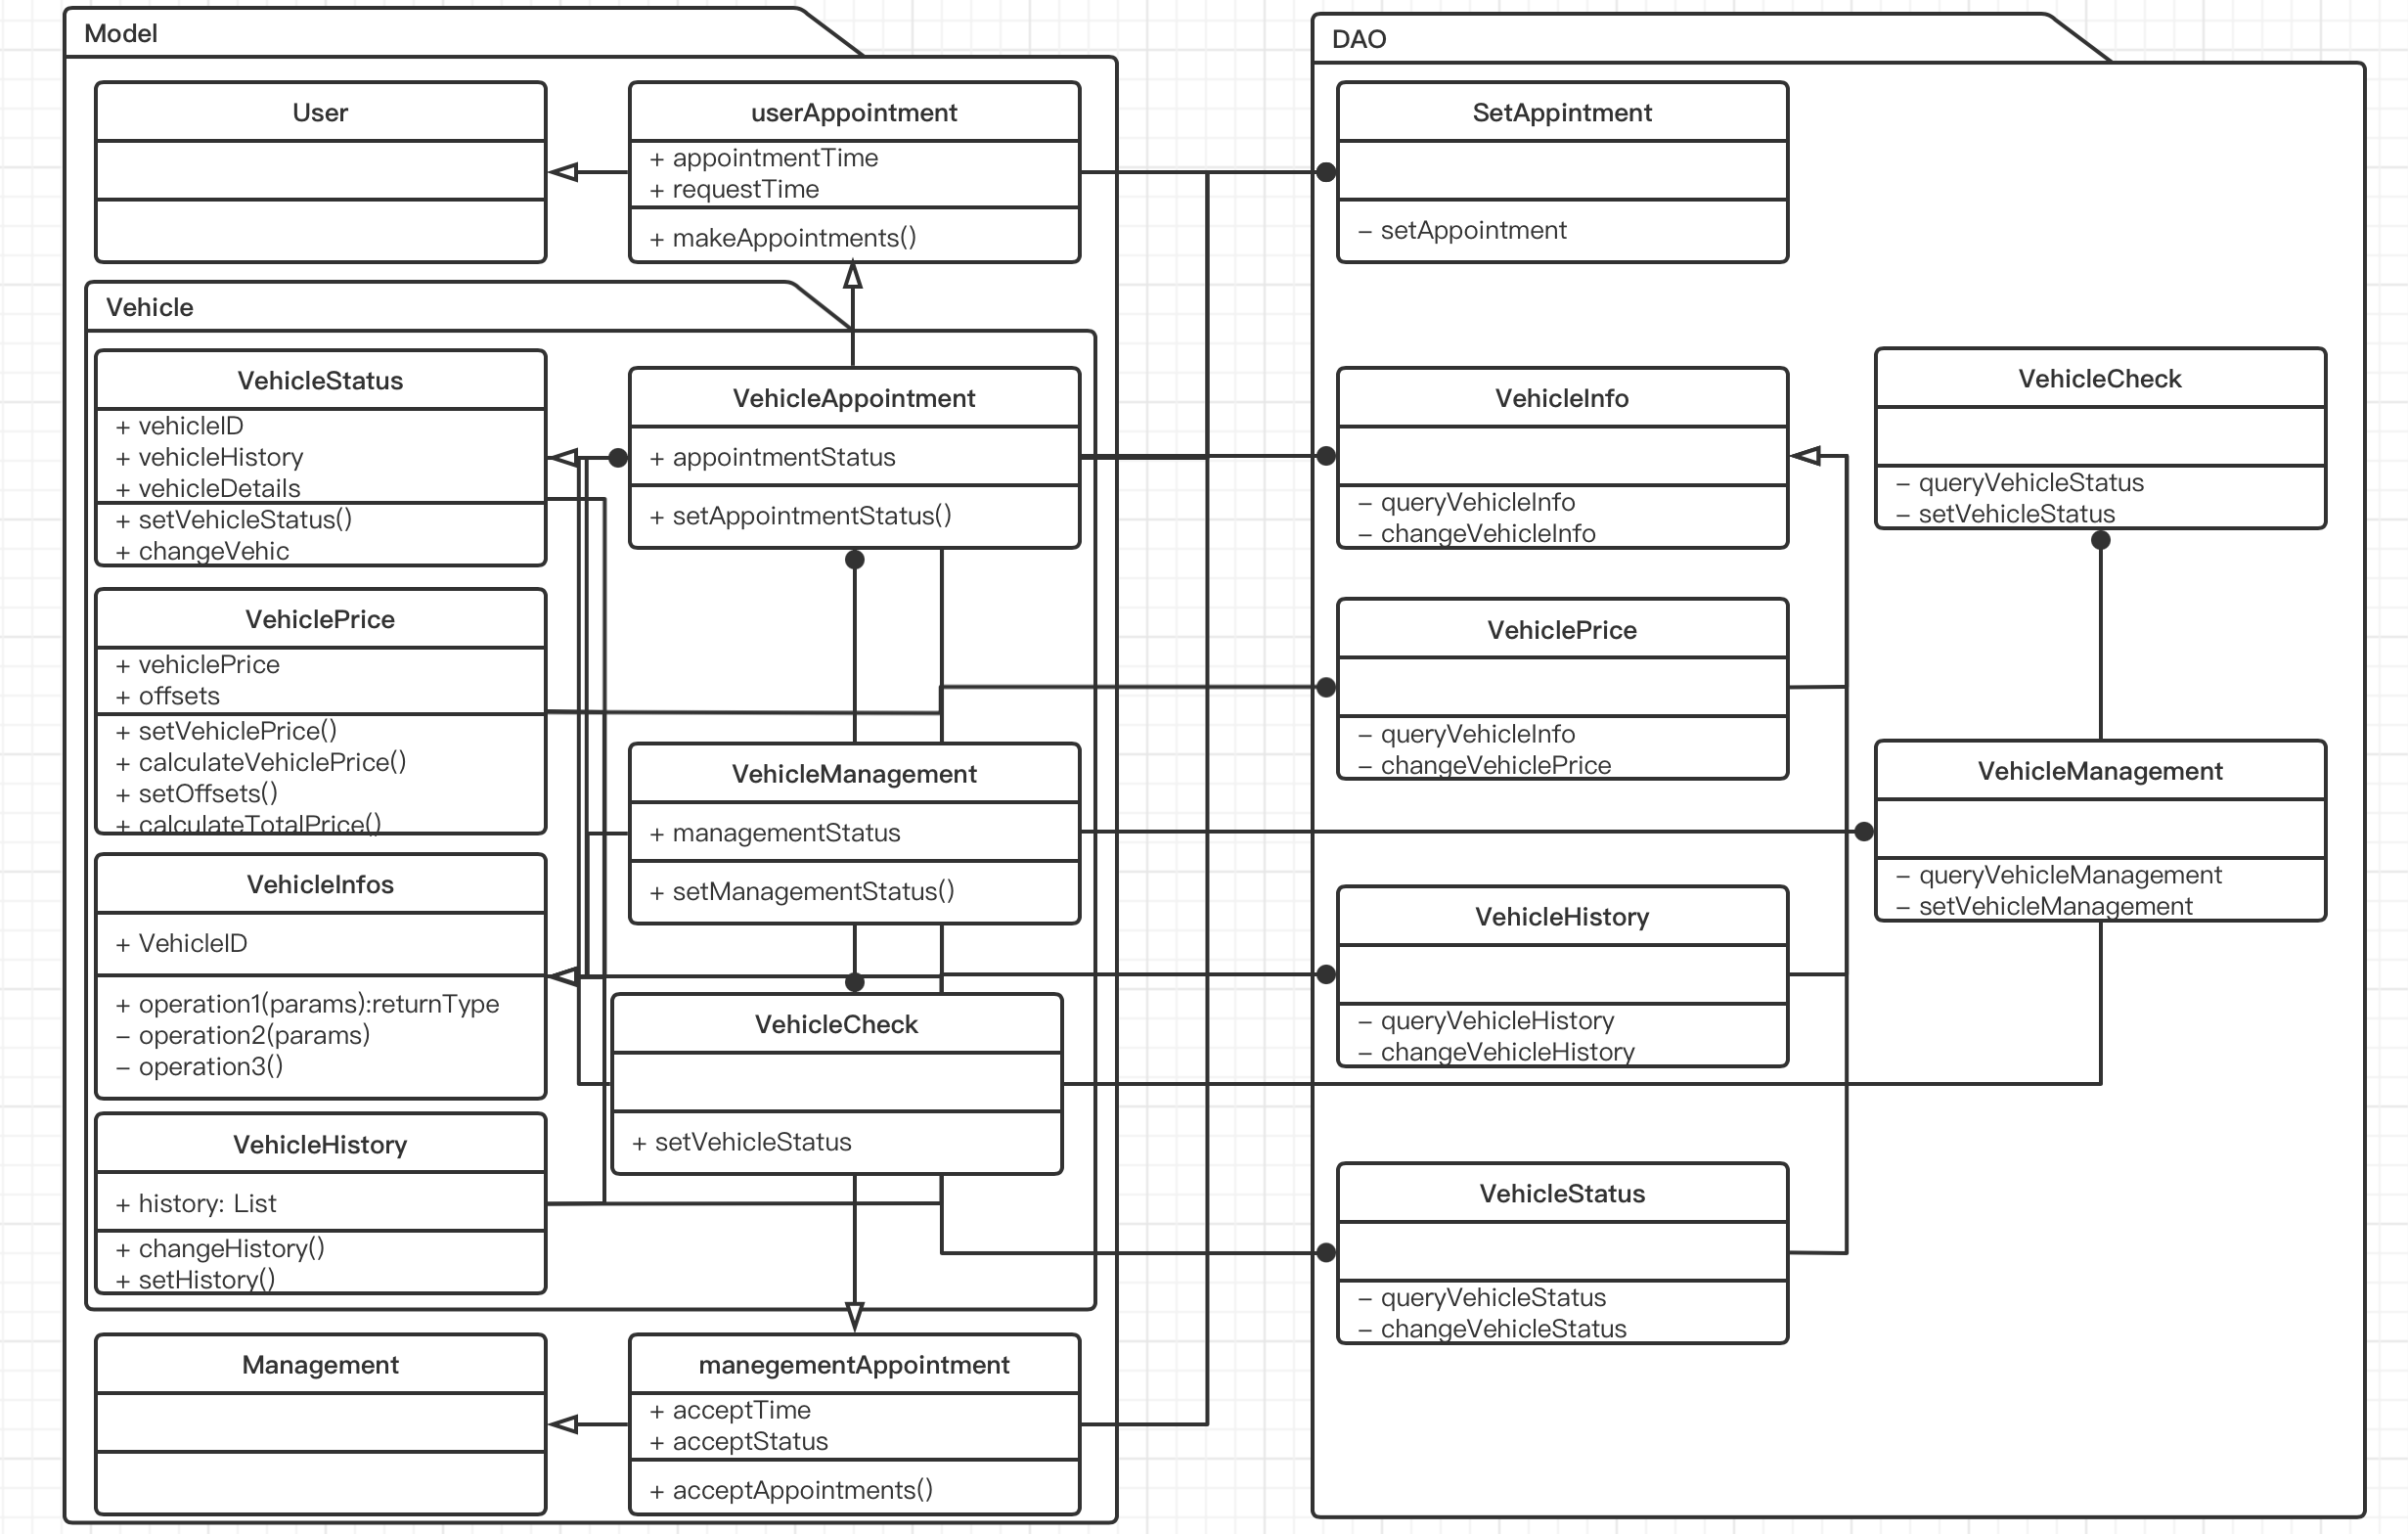 Model
User
userAppointment
+ appointmentTime
+ requestTime
+ makeAppointments()
Vehicle
VehicleStatus
+ vehicleID
+ vehicleHistory
+ vehicleDetails
+ setVehicleStatus()
+ changeVehic
VehicleAppointment
+ appointmentStatus
+ setAppointmentStatus()
VehiclePrice
+ vehiclePrice
+ offsets
+ setVehiclePrice()
+ calculateVehiclePrice()
+ setOffsets()
+ calculateTotalPrice()
VehicleManagement
+ managementStatus
+ setManagementStatus()
VehicleInfos
+ VehicleID
+ operation1(params):returnType
– operation2(params)
– operation3()
VehicleCheck
+ setVehicleStatus
VehicleHistory
+ history: List
+ changeHistory()
+ setHistory()
Management
manegementAppointment
+ acceptTime
+ acceptStatus
+ acceptAppointments()
DAO
SetAppintment
– setAppointment
VehicleInfo
– queryVehicleInfo
– changeVehicleInfo
VehicleCheck
– queryVehicleStatus
– setVehicleStatus
VehiclePrice
– queryVehicleInfo
– changeVehiclePrice
VehicleManagement
– queryVehicleManagement
– setVehicleManagement
VehicleHistory
– queryVehicleHistory
– changeVehicleHistory
VehicleStatus
– queryVehicleStatus
– changeVehicleStatus